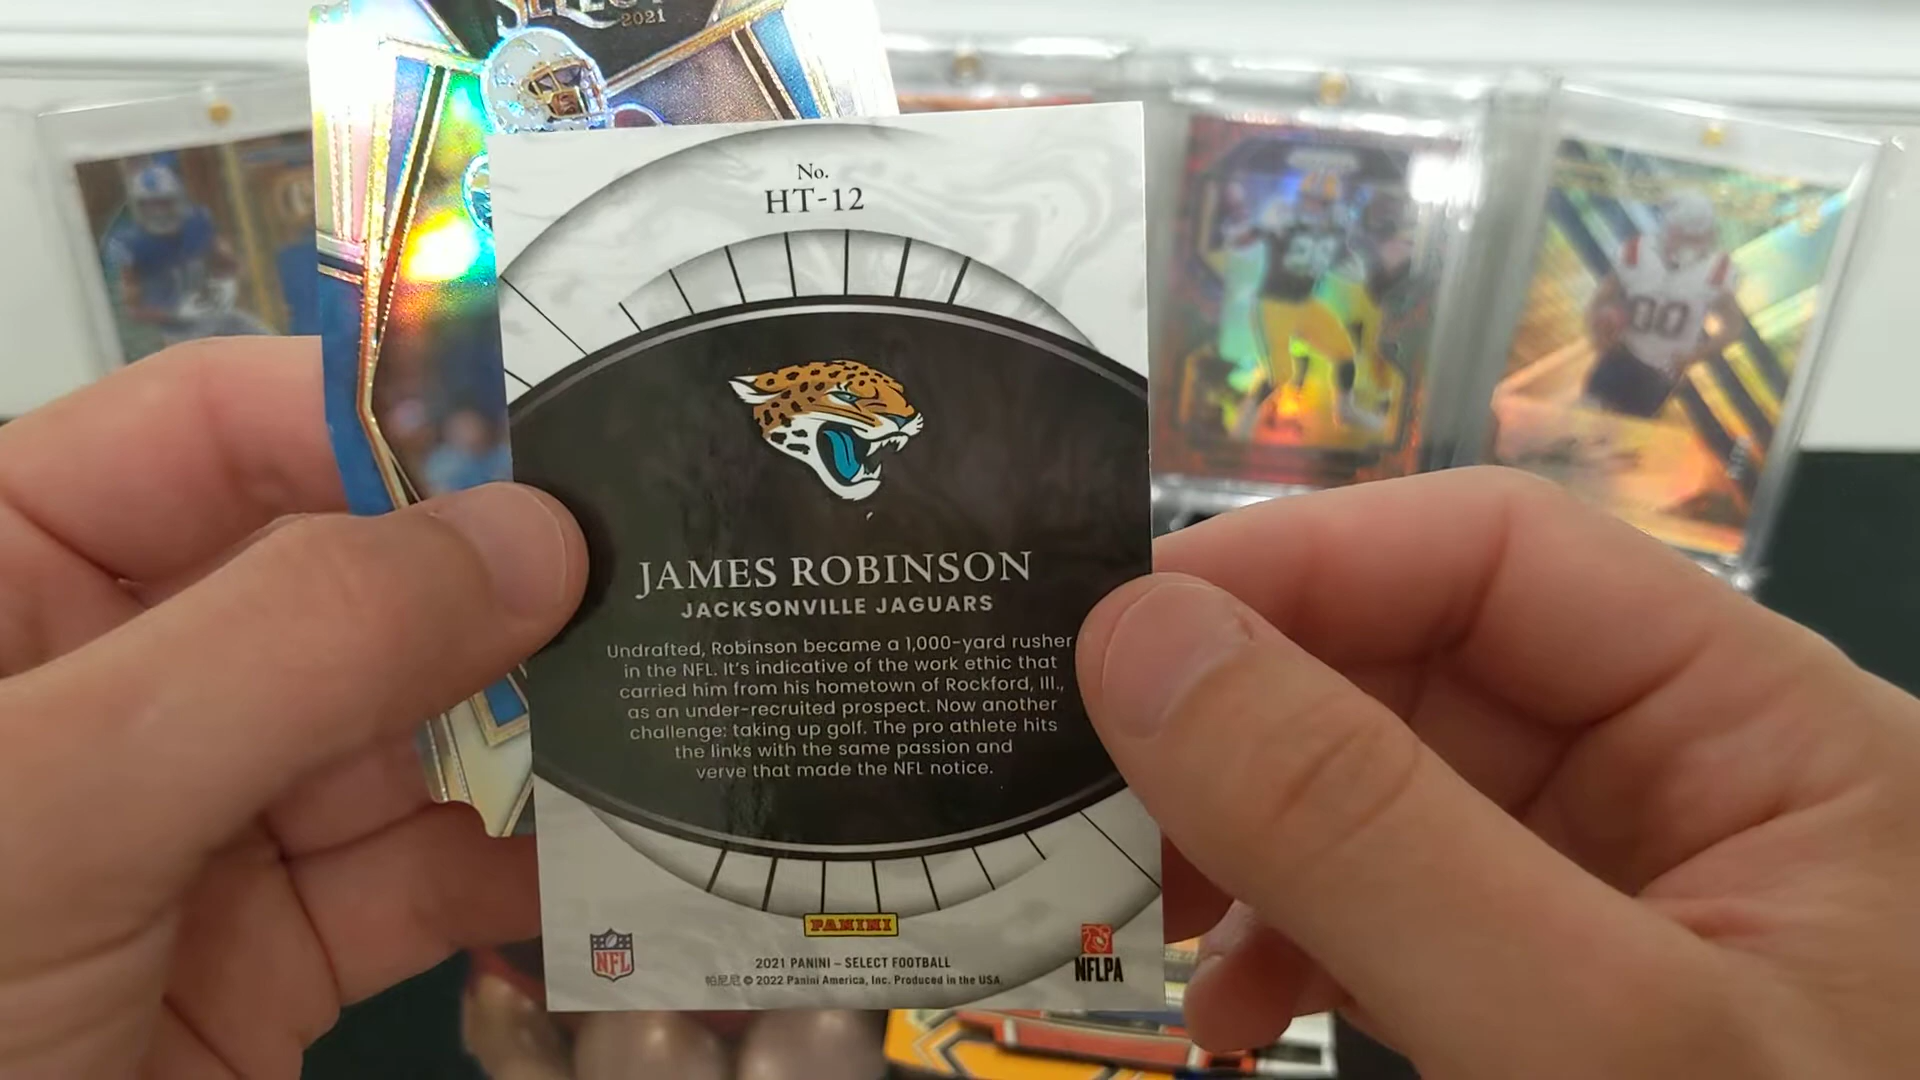 2021
No.
HT-12
JAMES ROBINSON
JACKSONVILLE JAGUARS
Undrafted, Robinson became a 1,000-yard rusher
in the NFL. It's indicative of the work ethic that
carried him from his hometown of Rockford, Ill.,
as an under-recruited prospect. Now another
challenge: taking up golf. The pro athlete hits
the links with the same passion and
verve that made the NFL notice.
PANINI
NFL
NFLPA
2021 PANINI – SELECT FOOTBALL
帕尼尼 © 2022 Panini America, Inc. Produced in the USA.
28
00